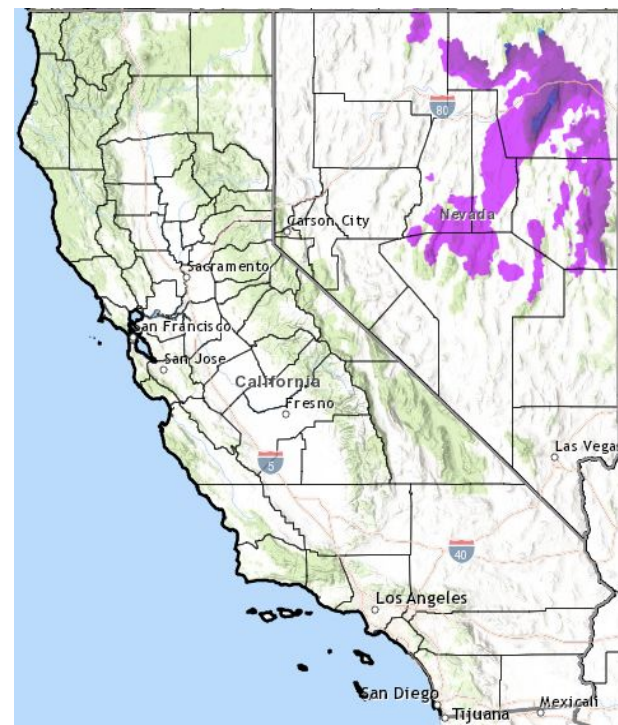 80
Carson City
Nevada
Sacramento
San Francisco
San Jose
California
Fresno
5
Las Vegas
40
Los Angeles
San Diego
Tijuana
Mexicali